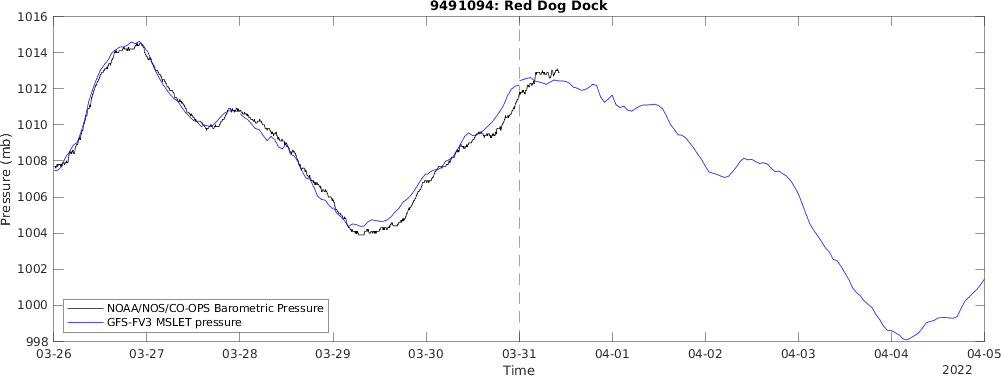 9491094: Red Dog Dock
1016
1014
1012
1010
1008
1006
1004
1002
1000
998
Pressure (mb)
NOAA/NOS/CO-OPS Barometric Pressure
GFS-FV3 MSLET pressure
03-26 03-27 03-28 03-29 03-30 03-31 04-01 04-02 04-03 04-04 04-05
Time
2022